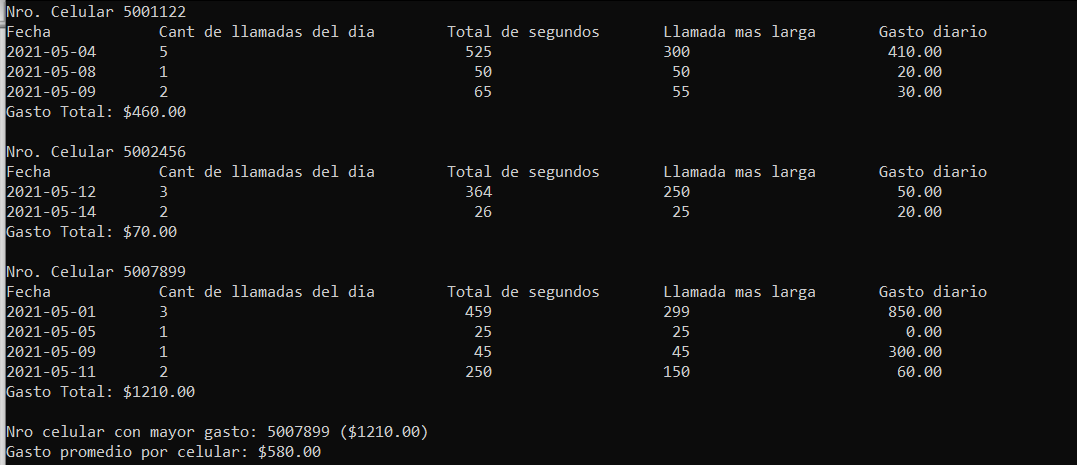 Nro. Celular 5001122
Fecha            Cant de llamadas del dia        Total de segundos       Llamada mas larga       Gasto diario
2021-05-04       5                                 525                   300                      410.00
2021-05-08       1                                  50                    50                       20.00
2021-05-09       2                                  65                    55                       30.00
Gasto Total: $460.00

Nro. Celular 5002456
Fecha            Cant de llamadas del dia        Total de segundos       Llamada mas larga       Gasto diario
2021-05-12       3                                 364                   250                       50.00
2021-05-14       2                                  26                    25                       20.00
Gasto Total: $70.00

Nro. Celular 5007899
Fecha            Cant de llamadas del dia        Total de segundos       Llamada mas larga       Gasto diario
2021-05-01       3                                 459                   299                      850.00
2021-05-05       1                                  25                    25                        0.00
2021-05-09       1                                  45                    45                      300.00
2021-05-11       2                                 250                   150                       60.00
Gasto Total: $1210.00

Nro celular con mayor gasto: 5007899 ($1210.00)
Gasto promedio por celular: $580.00